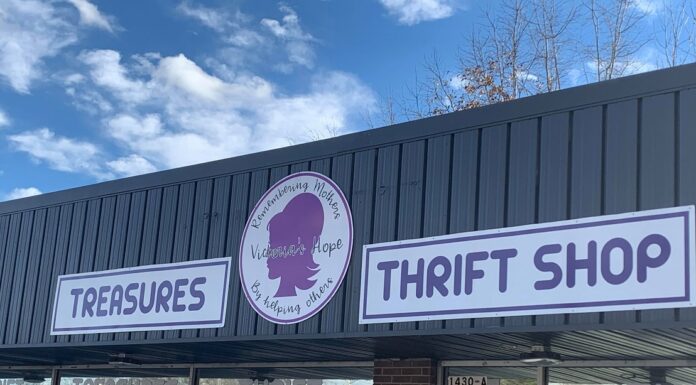 TREASURES
Remembering Mothers
Victoria's Hope
By helping others
THRIFT SHOP
1430-A